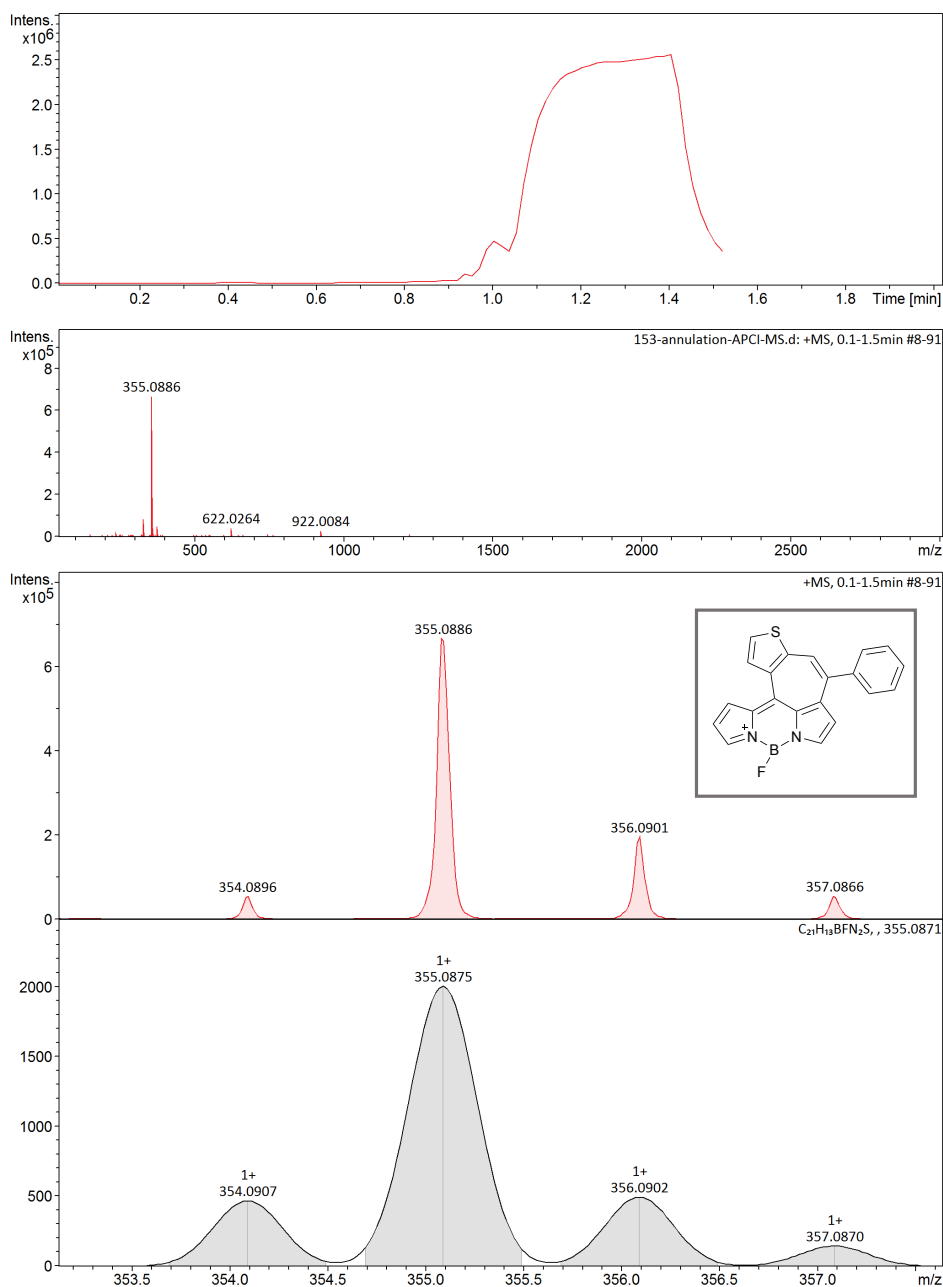 Intens.
x10⁶
2.5
2.0
1.5
1.0
0.5
0.0
0.2 0.4 0.6 0.8 1.0 1.2 1.4 1.6 1.8 Time [min]
Intens.
x10⁵
153-annulation-APCI-MS.d: +MS, 0.1-1.5min #8-91
8
355.0886
6
4
2
622.0264 922.0084
0
500 1000 1500 2000 2500 m/z
Intens.
x10⁵
+MS, 0.1-1.5min #8-91
355.0886
S
6
+
N N
B
F
4
2
356.0901
354.0896
357.0866
0
C₂₁H₁₃BFN₂S, , 355.0871
1+
355.0875
2000
1500
1000
1+
354.0907
1+
356.0902
500
1+
357.0870
0
353.5 354.0 354.5 355.0 355.5 356.0 356.5 357.0 m/z